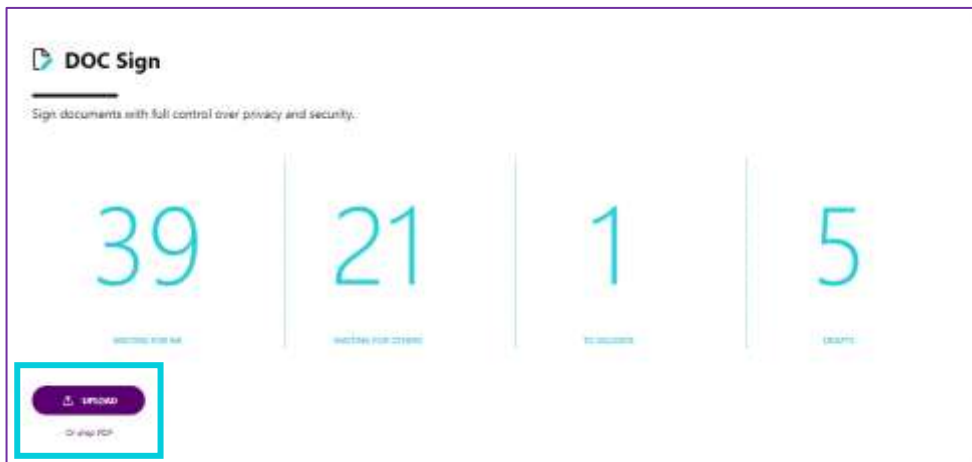 DOC Sign
Sign documents with full control over privacy and security.
39 21 1 5
WAITING FOR ME WAITING FOR OTHERS TO DELIVER DRAFTS
UPLOAD
Or drop PDF